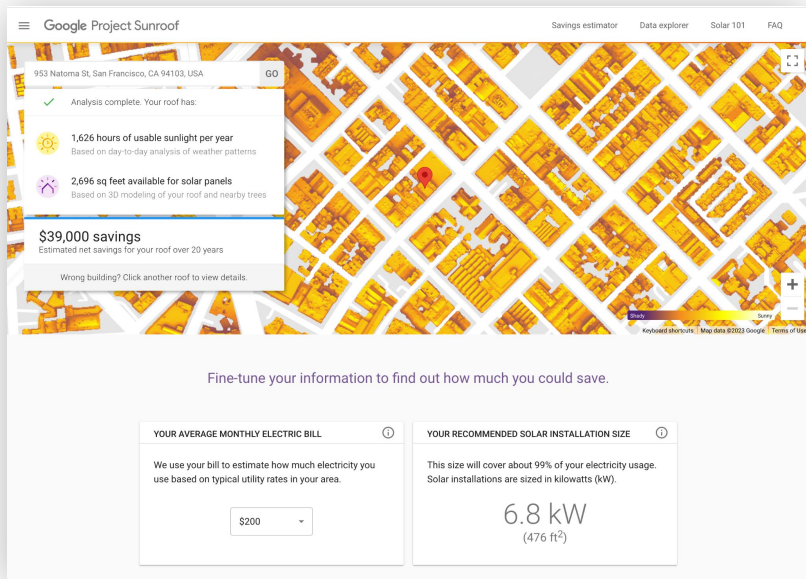 Google Project Sunroof
Savings estimator
Data explorer
Solar 101
FAQ
953 Natoma St, San Francisco, CA 94103, USA
GO
Analysis complete. Your roof has:
1,626 hours of usable sunlight per year
Based on day-to-day analysis of weather patterns
2,696 sq feet available for solar panels
Based on 3D modeling of your roof and nearby trees
$39,000 savings
Estimated net savings for your roof over 20 years
Wrong building? Click another roof to view details.
Shady
Sunny
Keyboard shortcuts
Map data ©2023 Google
Terms of Use
Fine-tune your information to find out how much you could save.
YOUR AVERAGE MONTHLY ELECTRIC BILL
We use your bill to estimate how much electricity you
use based on typical utility rates in your area.
$200
YOUR RECOMMENDED SOLAR INSTALLATION SIZE
This size will cover about 99% of your electricity usage.
Solar installations are sized in kilowatts (kW).
6.8 kW
(476 ft²)